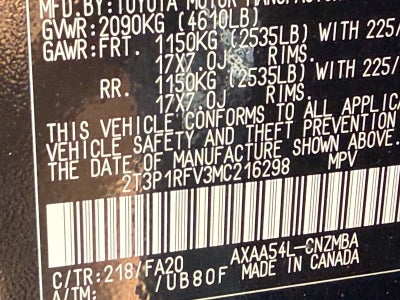 MFD BY: TOYOTA MOTOR MANUFACTUR
GVWR: 2090KG (4610LB)
GAWR: FRT. 1150KG (2535LB) WITH 225/
17X7 0J RIMS.
RR. 1150KG (2535LB) WITH 225/
17X7 0J RIMS.
THIS VEHICLE CONFORMS TO ALL APPLICA
VEHICLE SAFETY AND THEFT PREVENTION
THE DATE OF MANUFACTURE SHOWN ABOVE.
2T3P1RFV3MC216298 MPV
C/TR: 218/FA20 AXAA54L-CNZMBA
A/TM: /UB80F MADE IN CANADA